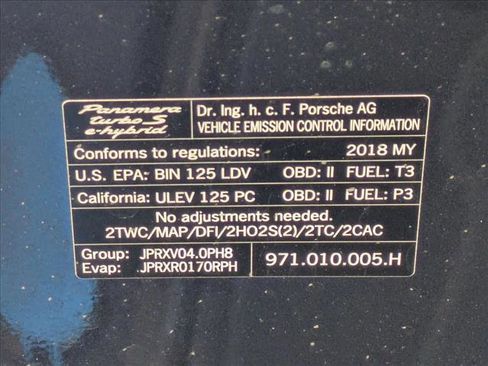 Panamera Dr. Ing. h. c. F. Porsche AG
turbo S
e-hybrid VEHICLE EMISSION CONTROL INFORMATION
Conforms to regulations: 2018 MY
U.S. EPA: BIN 125 LDV OBD: II FUEL: T3
California: ULEV 125 PC OBD: II FUEL: P3
No adjustments needed.
2TWC/MAP/DFI/2HO2S(2)/2TC/2CAC
Group: JPRXV04.0PH8
Evap: JPRXR0170RPH 971.010.005.H